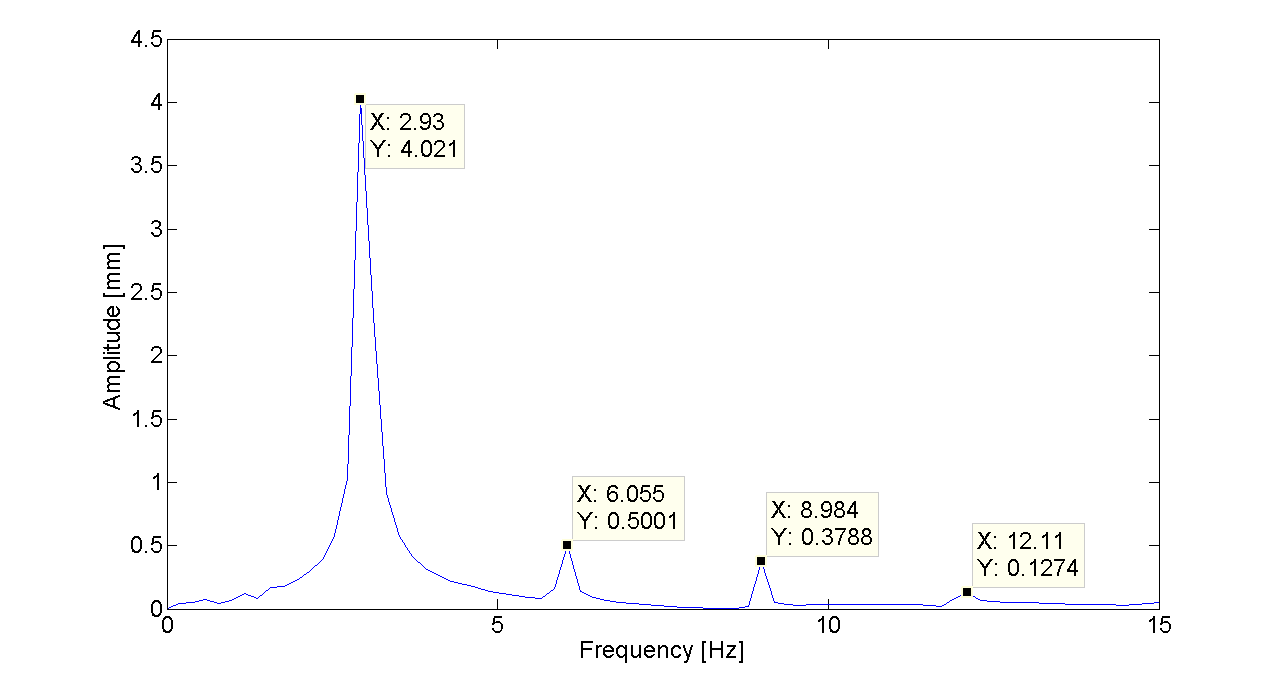 4.5
4
3.5
3
2.5
2
1.5
1
0.5
0
Amplitude [mm]
X: 2.93
Y: 4.021
X: 6.055
Y: 0.5001
X: 8.984
Y: 0.3788
X: 12.11
Y: 0.1274
0 5 10 15
Frequency [Hz]